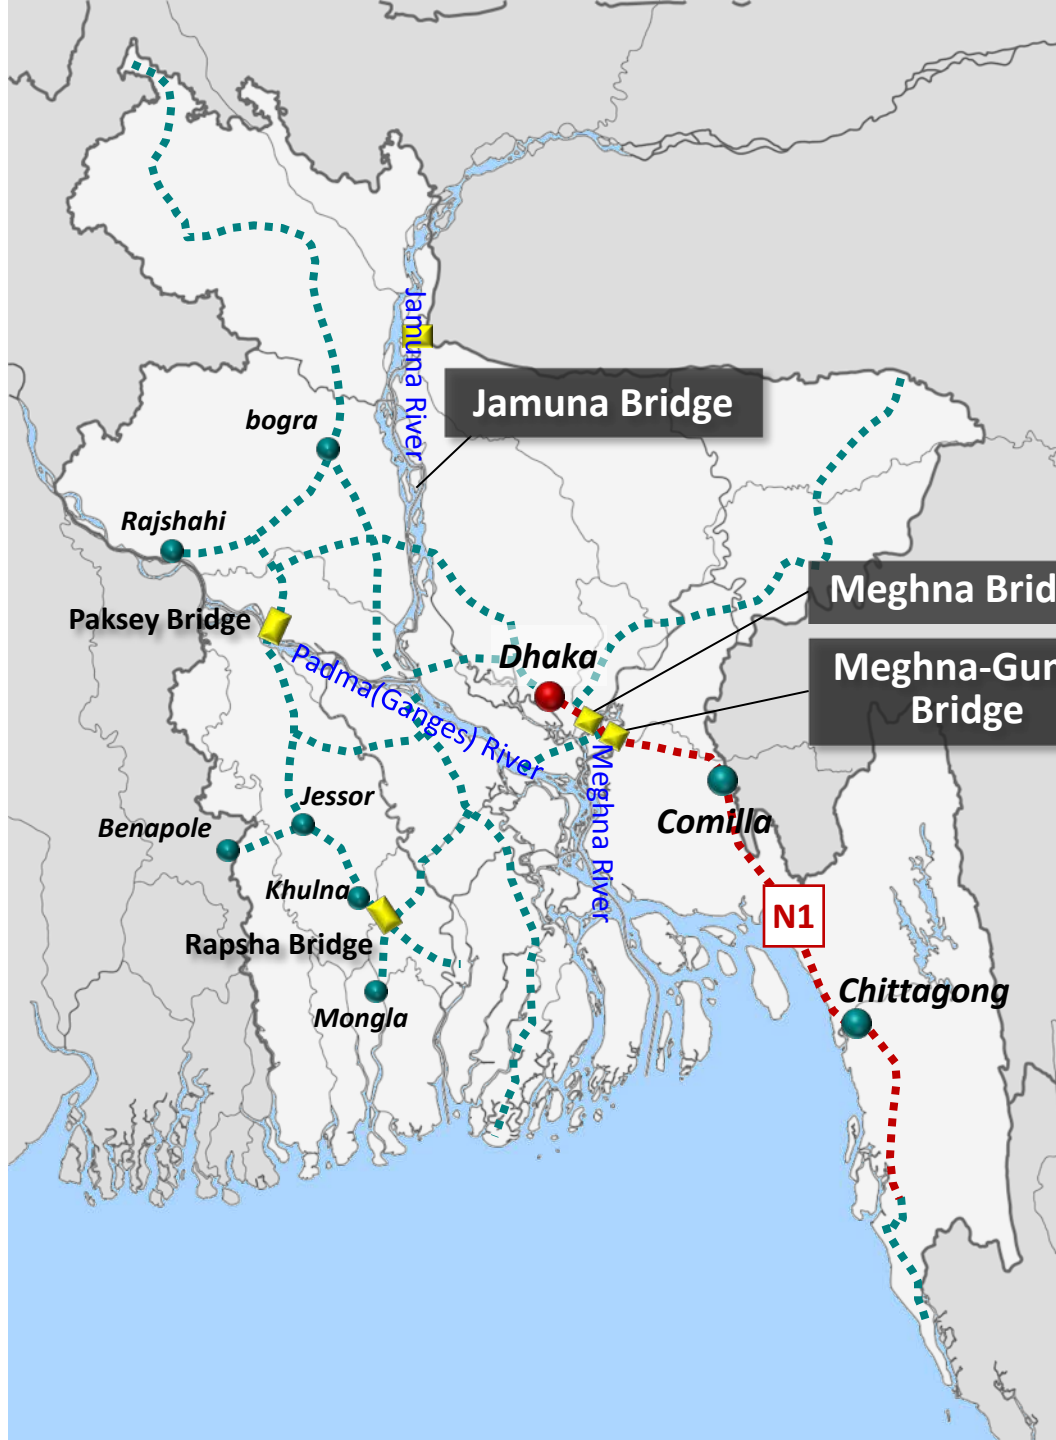 Jamuna River
Jamuna Bridge
bogra
Rajshahi
Meghna Brid
Paksey Bridge
Dhaka
Meghna-Gum
Bridge
Padma(Ganges) River
Meghna River
Jessor
Benapole
Comilla
Khulna
N1
Rapsha Bridge
Chittagong
Mongla